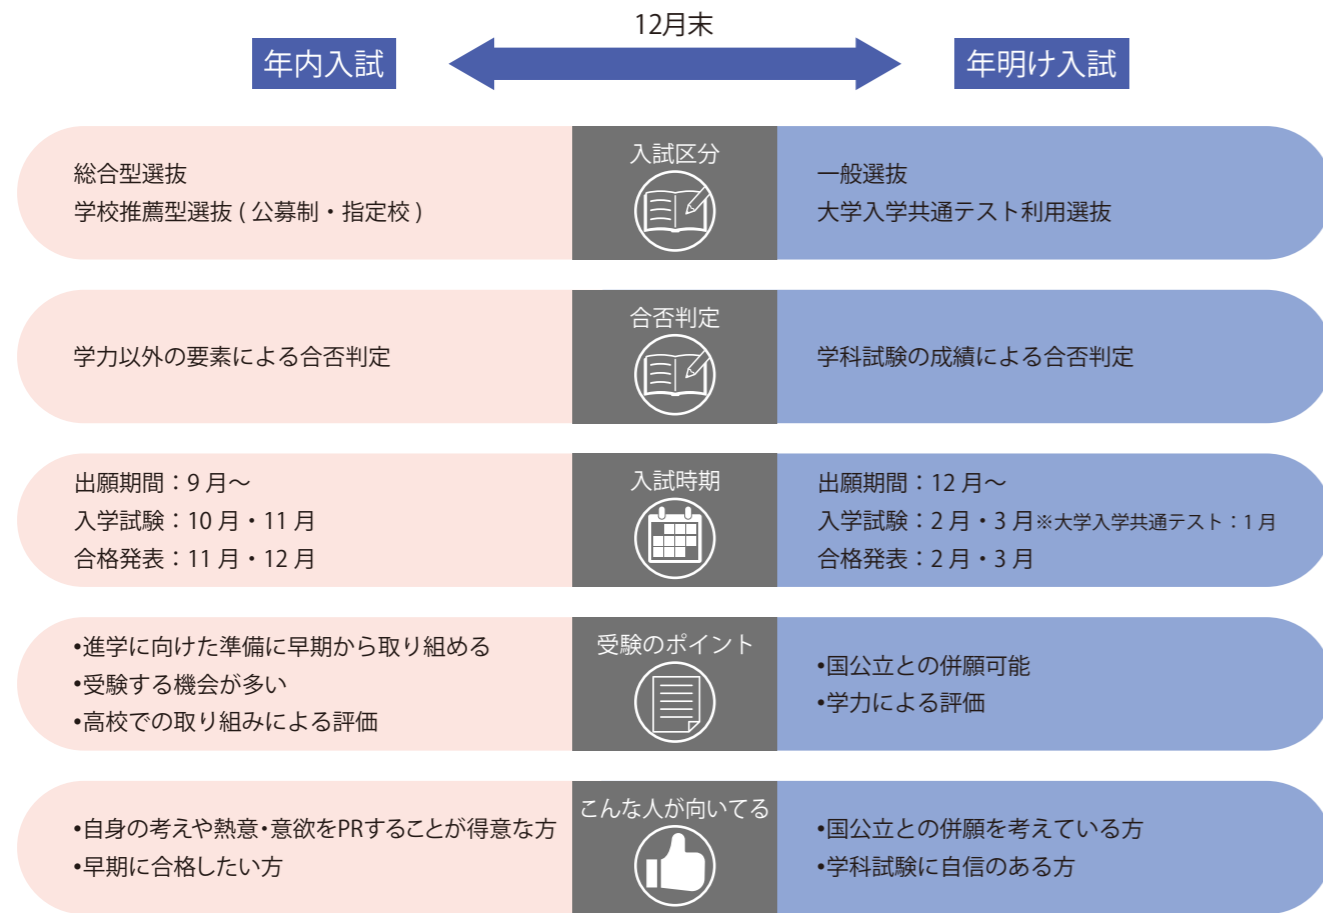 12月末
年内入試
年明け入試
入試区分
総合型選抜
学校推薦型選抜 ( 公募制・指定校 )
一般選抜
大学入学共通テスト利用選抜
合否判定
学力以外の要素による合否判定
学科試験の成績による合否判定
入試時期
出願期間：9 月～
入学試験：10 月・11 月
合格発表：11 月・12 月
出願期間：12 月～
入学試験：2 月・3 月※大学入学共通テスト：1 月
合格発表：2 月・3 月
受験のポイント
•進学に向けた準備に早期から取り組める
•受験する機会が多い
•高校での取り組みによる評価
•国公立との併願可能
•学力による評価
こんな人が向いてる
•自身の考えや熱意・意欲をPRすることが得意な方
•早期に合格したい方
•国公立との併願を考えている方
•学科試験に自信のある方